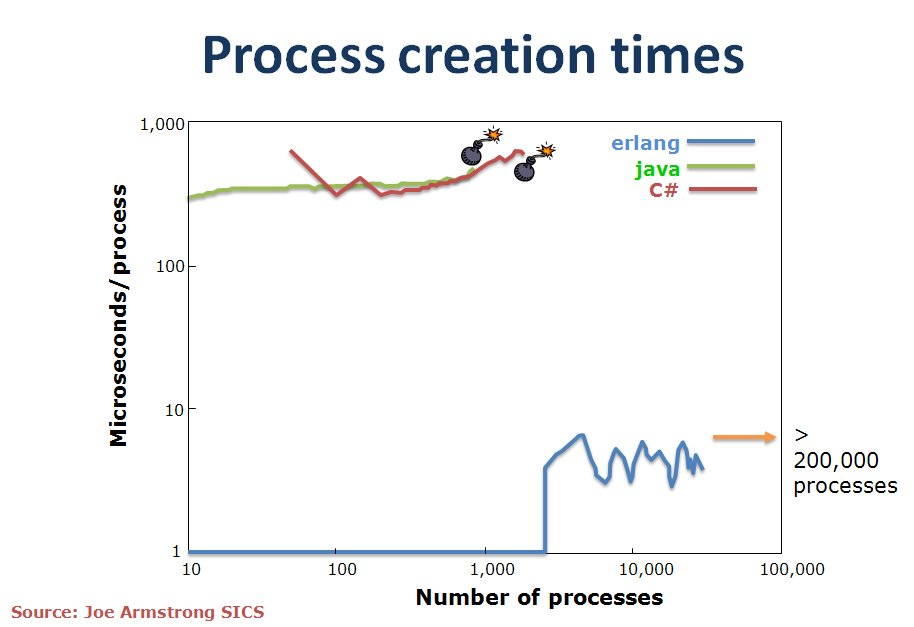 Process creation times
1,000
erlang
java
C#
100
Microseconds/process
10
>
200,000
processes
1
10
100
1,000
10,000
100,000
Number of processes
Source: Joe Armstrong SICS